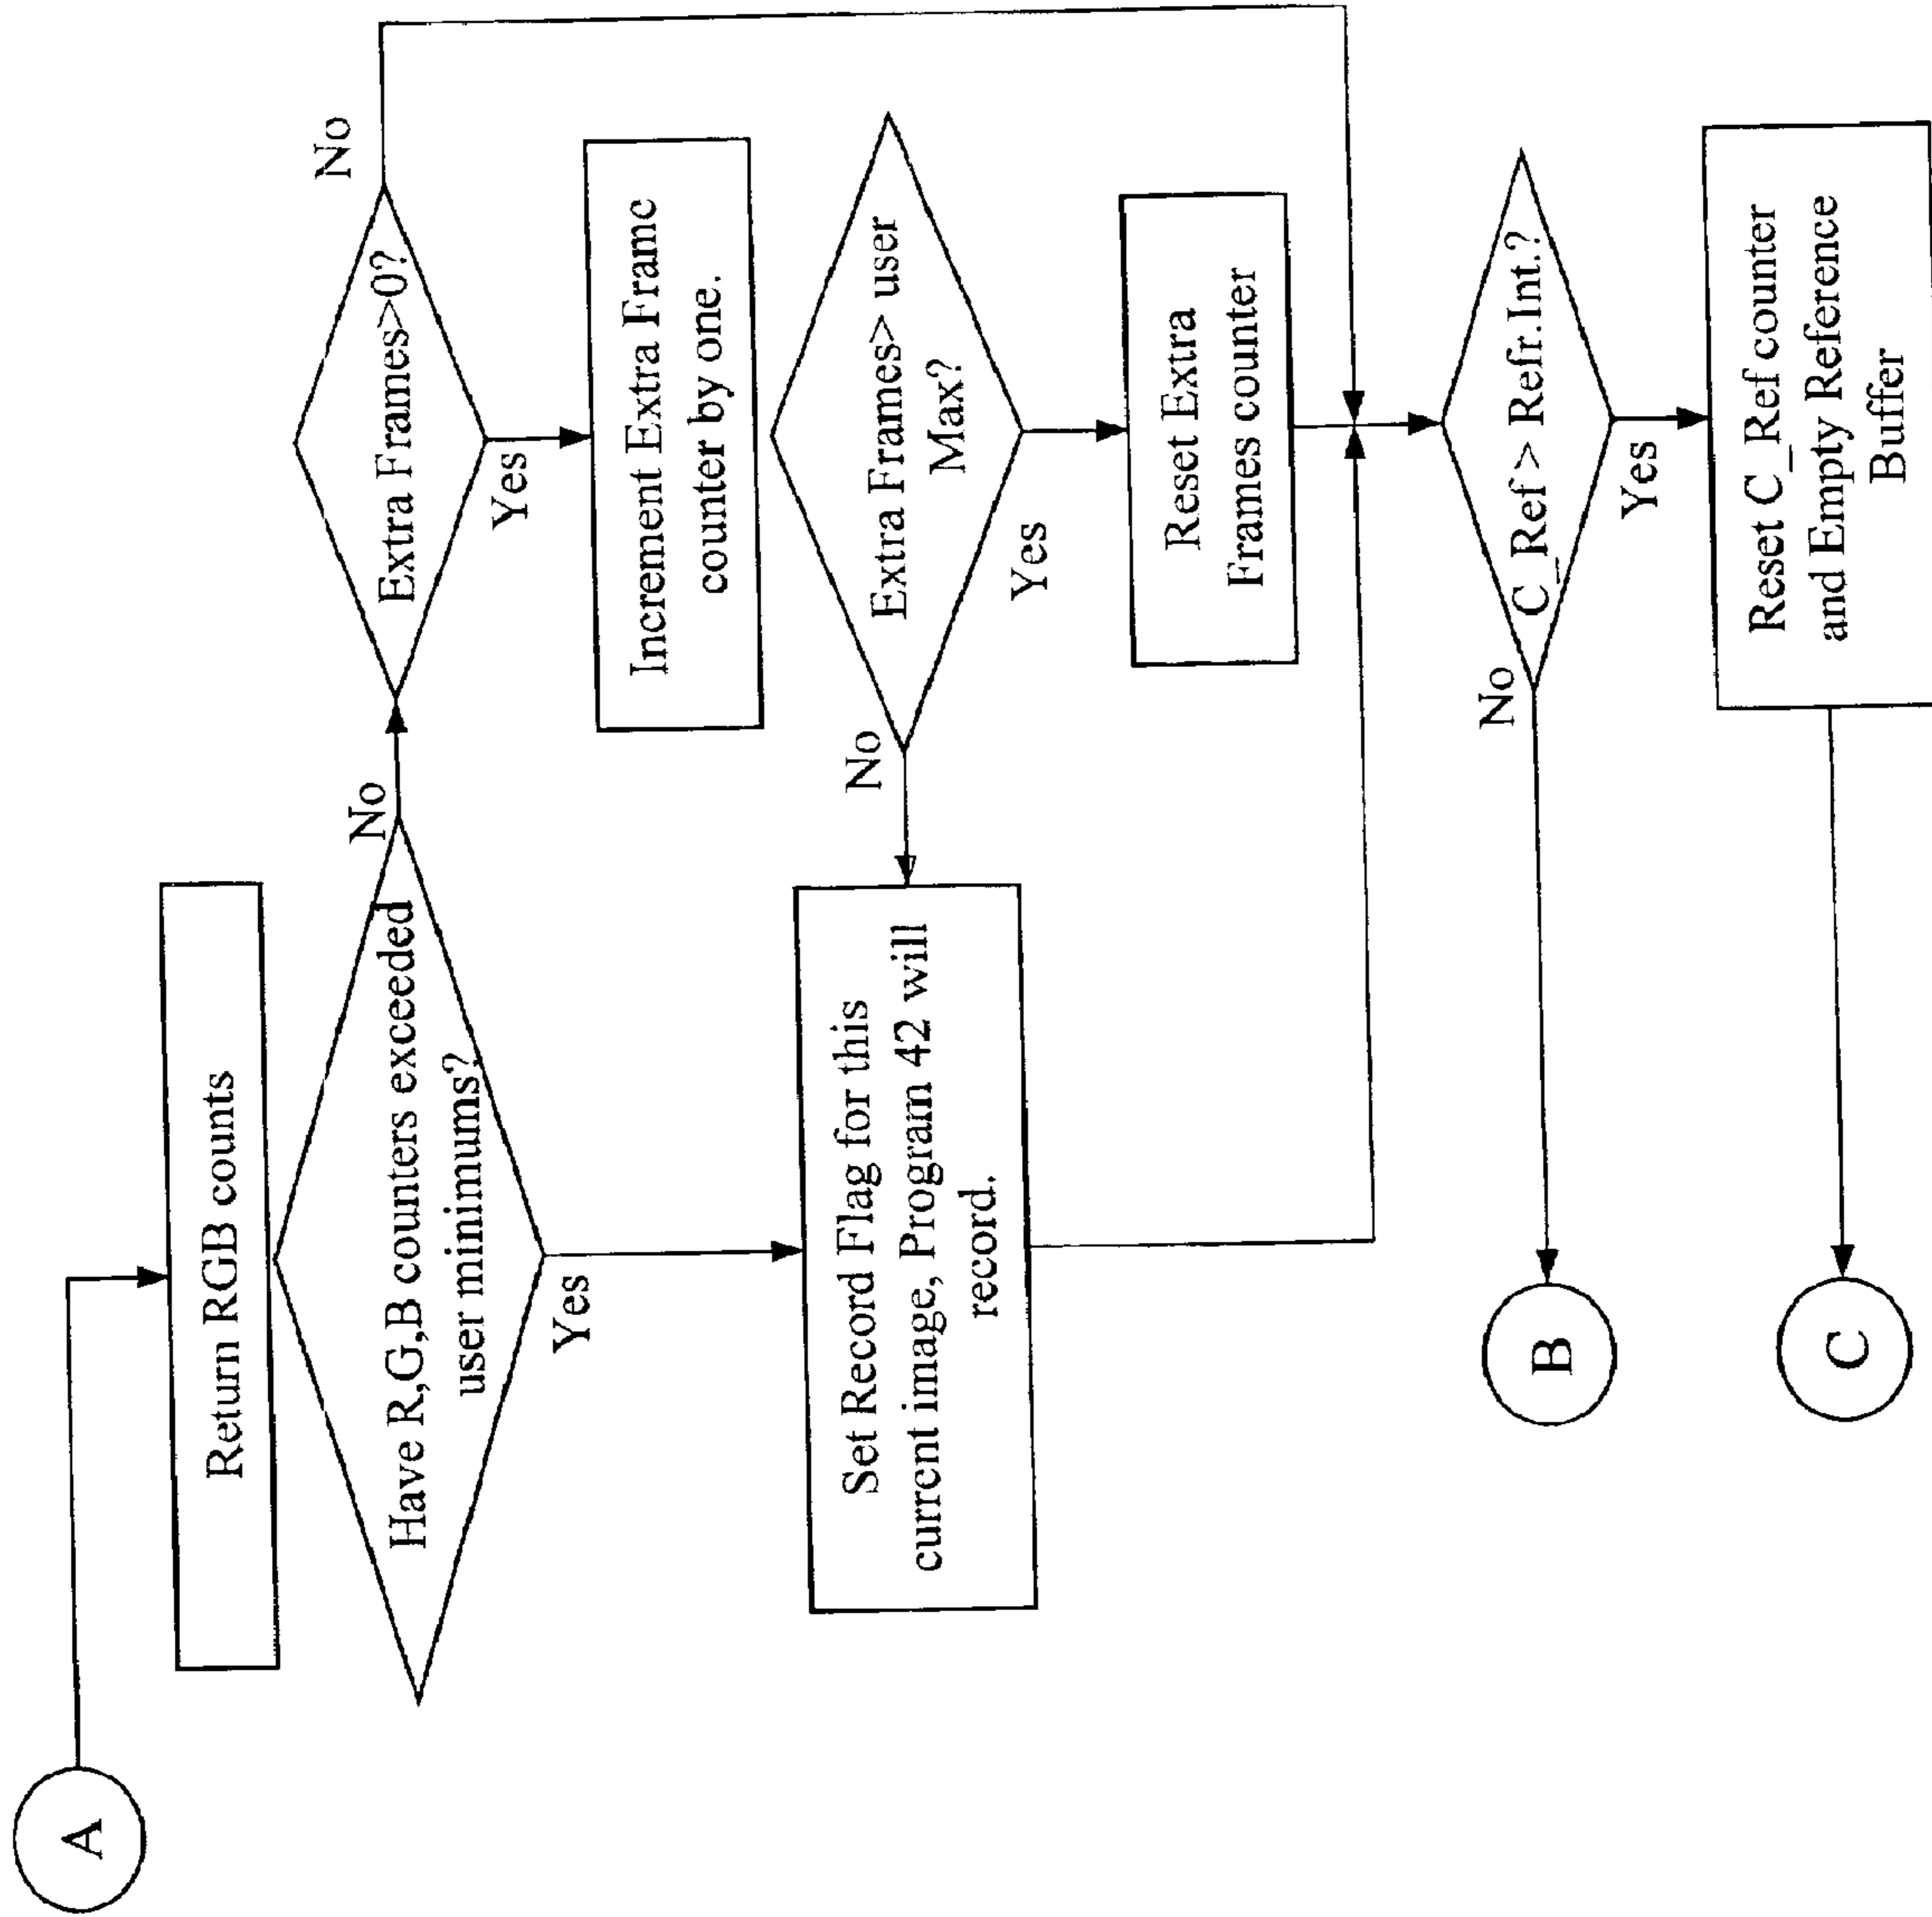 A
Return RGB counts
Have R,G,B counters exceeded
user minimums?
No
Yes
Extra Frames>0?
No
Yes
Increment Extra Frame
counter by one.
Extra Frames> user
Max?
No
Yes
Set Record Flag for this
current image, Program 42 will
record.
Reset Extra
Frames counter
C_Ref > Refr.Int.?
No
Yes
B
Reset C_Ref counter
and Empty Reference
Buffer
C